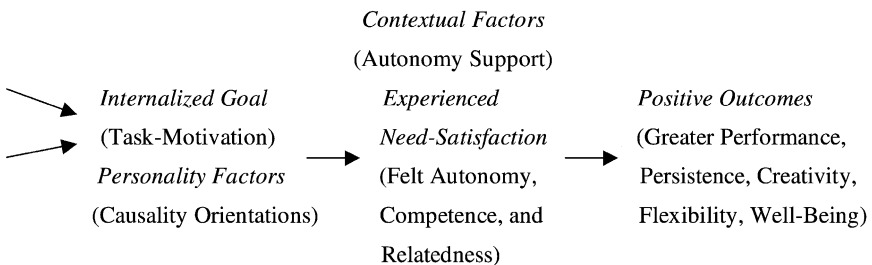 Contextual Factors
(Autonomy Support)
Internalized Goal
(Task-Motivation)
Personality Factors
(Causality Orientations)
Experienced
Need-Satisfaction
(Felt Autonomy,
Competence, and
Relatedness)
Positive Outcomes
(Greater Performance,
Persistence, Creativity,
Flexibility, Well-Being)